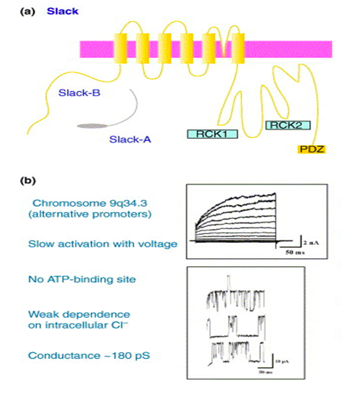 (a) Slack
Slack-B
Slack-A
RCK1
RCK2
PDZ
(b)
Chromosome 9q34.3
(alternative promoters)
Slow activation with voltage
2 nA
50 ms
No ATP-binding site
Weak dependence
on intracellular Cl⁻
Conductance ~180 pS
10 pA